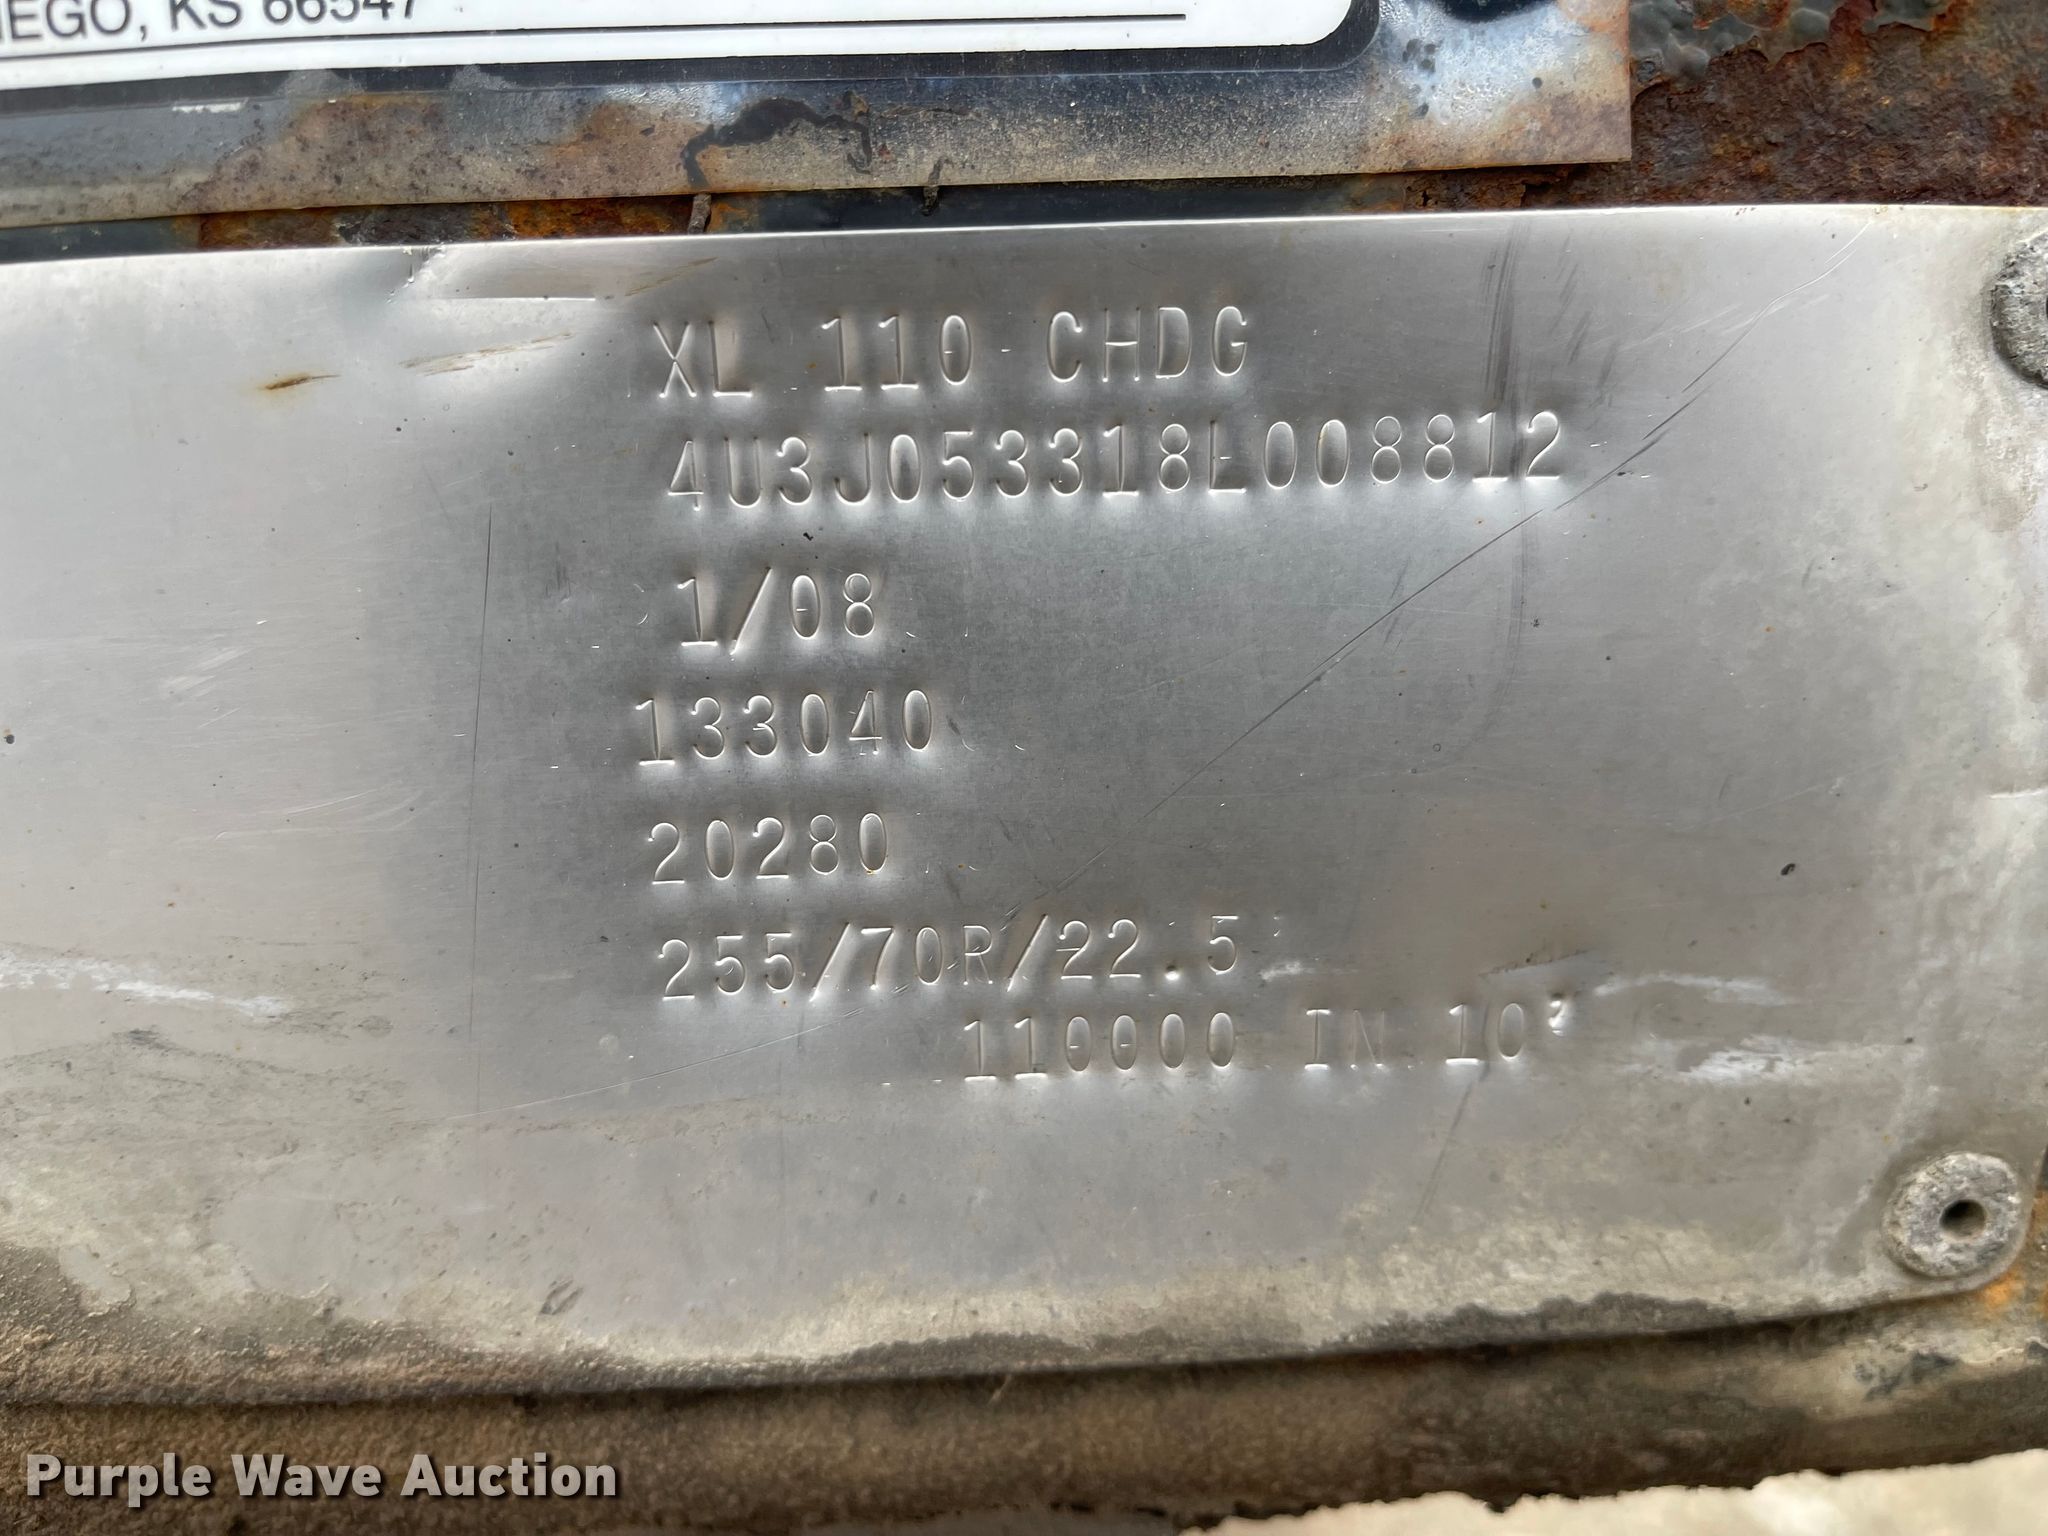 IEGO, KS 66547
XL 110 CHDG
4U3J053318L008812
1/08
133040
20280
255/70R/22.5
110000 IN 10'
Purple Wave Auction